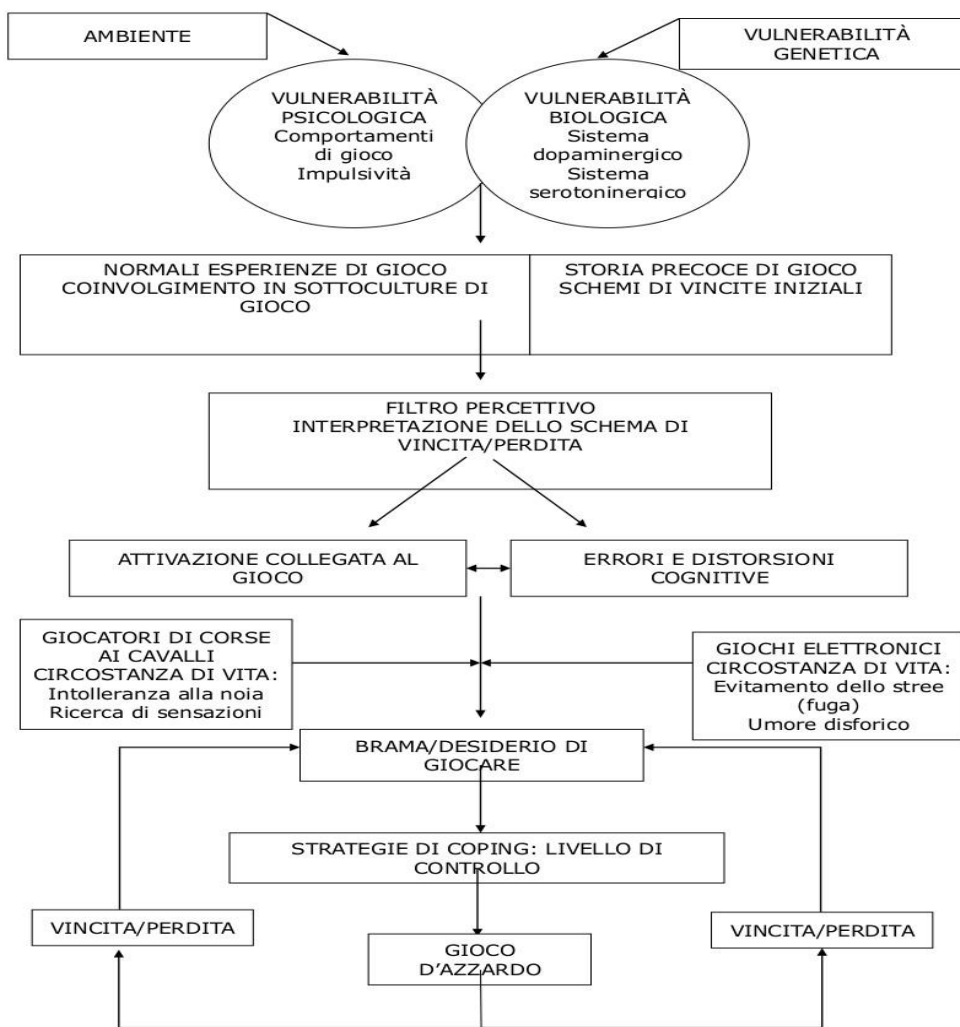 AMBIENTE
VULNERABILITÀ
GENETICA
VULNERABILITÀ
PSICOLOGICA
Comportamenti
di gioco
Impulsività
VULNERABILITÀ
BIOLOGICA
Sistema
dopaminergico
Sistema
serotoninergico
NORMALI ESPERIENZE DI GIOCO
COINVOLGIMENTO IN SOTTOCULTURE DI
GIOCO
STORIA PRECOCE DI GIOCO
SCHEMI DI VINCITE INIZIALI
FILTRO PERCETTIVO
INTERPRETAZIONE DELLO SCHEMA DI
VINCITA/PERDITA
ATTIVAZIONE COLLEGATA AL
GIOCO
ERRORI E DISTORSIONI
COGNITIVE
GIOCATORI DI CORSE
AI CAVALLI
CIRCOSTANZA DI VITA:
Intolleranza alla noia
Ricerca di sensazioni
GIOCHI ELETTRONICI
CIRCOSTANZA DI VITA:
Evitamento dello stree
(fuga)
Umore disforico
BRAMA/DESIDERIO DI
GIOCARE
STRATEGIE DI COPING: LIVELLO DI
CONTROLLO
VINCITA/PERDITA
GIOCO
D'AZZARDO
VINCITA/PERDITA